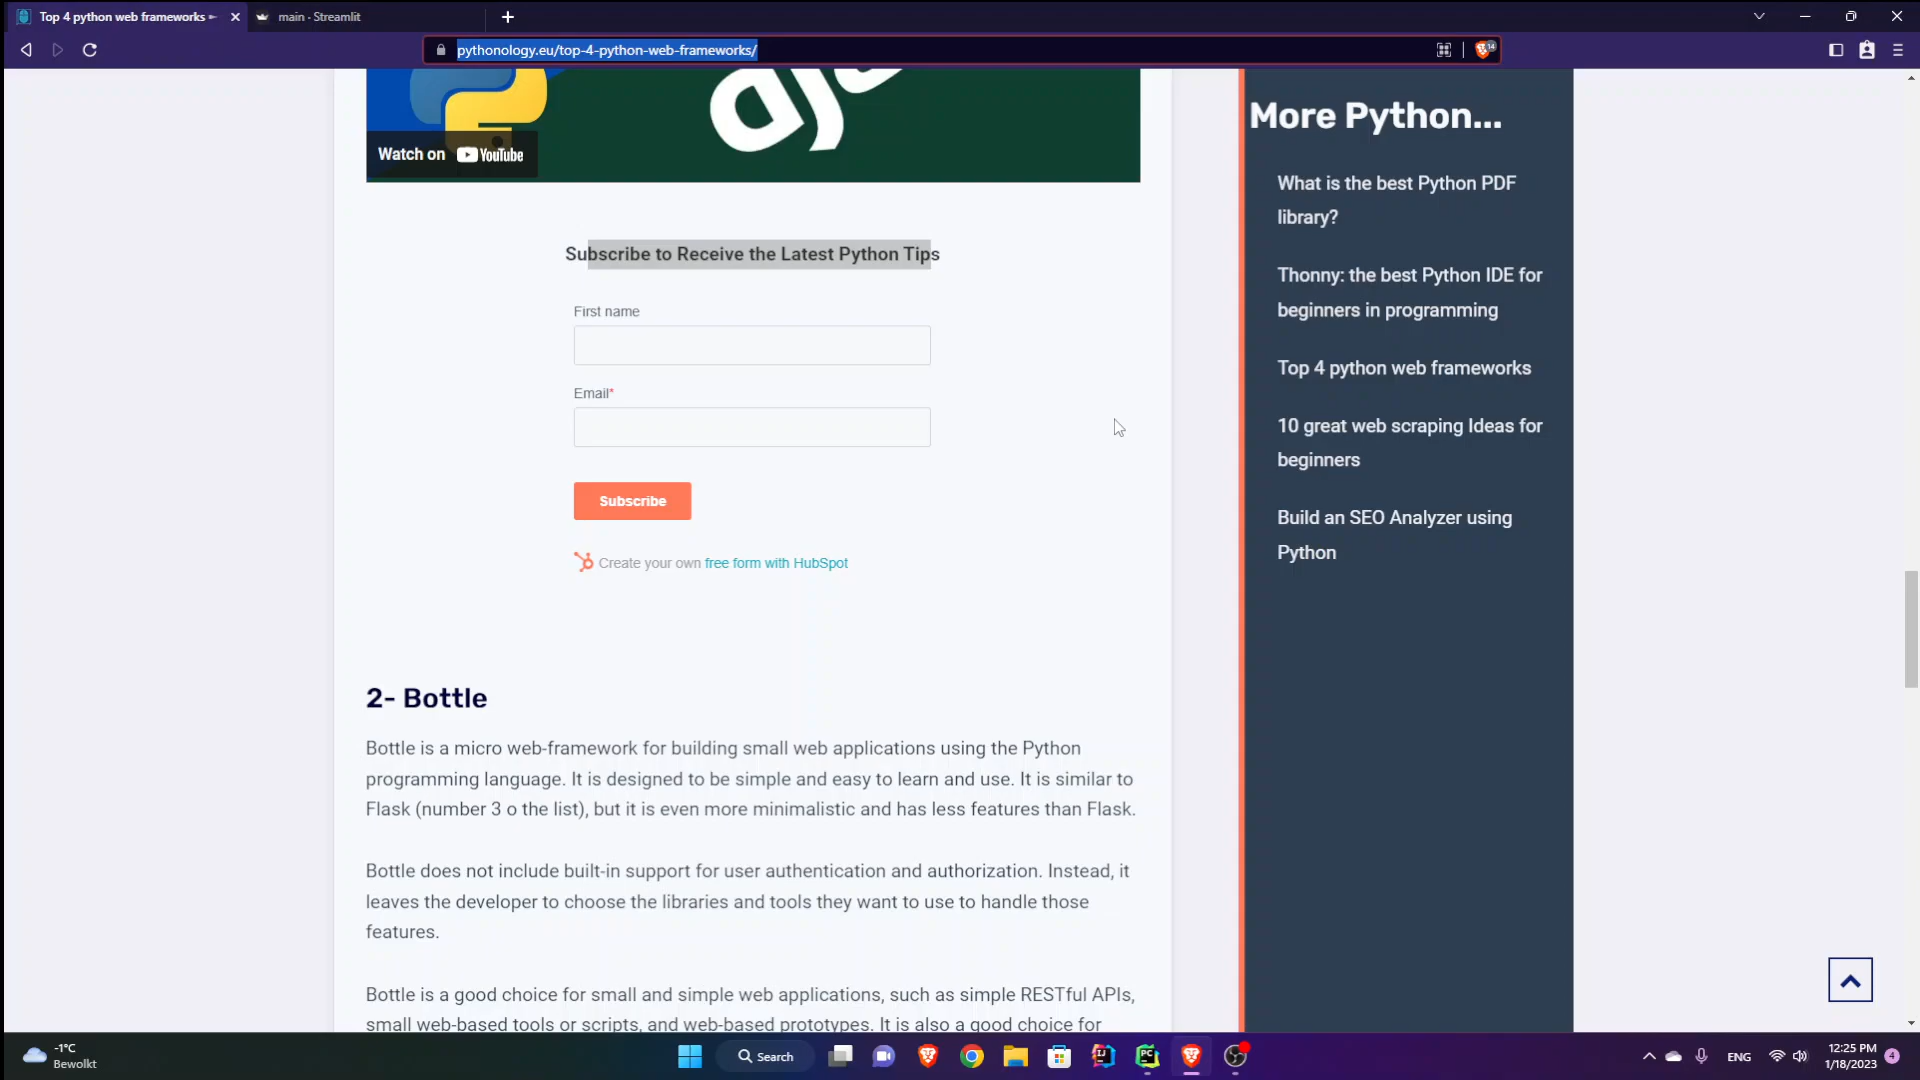 Top 4 python web frameworks
main · Streamlit
pythonology.eu/top-4-python-web-frameworks/
14
dj
Watch on YouTube
Subscribe to Receive the Latest Python Tips
First name
Email*
Subscribe
Create your own free form with HubSpot
2- Bottle
Bottle is a micro web-framework for building small web applications using the Python
programming language. It is designed to be simple and easy to learn and use. It is similar to
Flask (number 3 o the list), but it is even more minimalistic and has less features than Flask.
Bottle does not include built-in support for user authentication and authorization. Instead, it
leaves the developer to choose the libraries and tools they want to use to handle those
features.
Bottle is a good choice for small and simple web applications, such as simple RESTful APIs,
small web-based tools or scripts, and web-based prototypes. It is also a good choice for
More Python...
What is the best Python PDF
library?
Thonny: the best Python IDE for
beginners in programming
Top 4 python web frameworks
10 great web scraping Ideas for
beginners
Build an SEO Analyzer using
Python
-1°C
Bewolkt
Search
IJ
PC
ENG
12:25 PM
1/18/2023
4